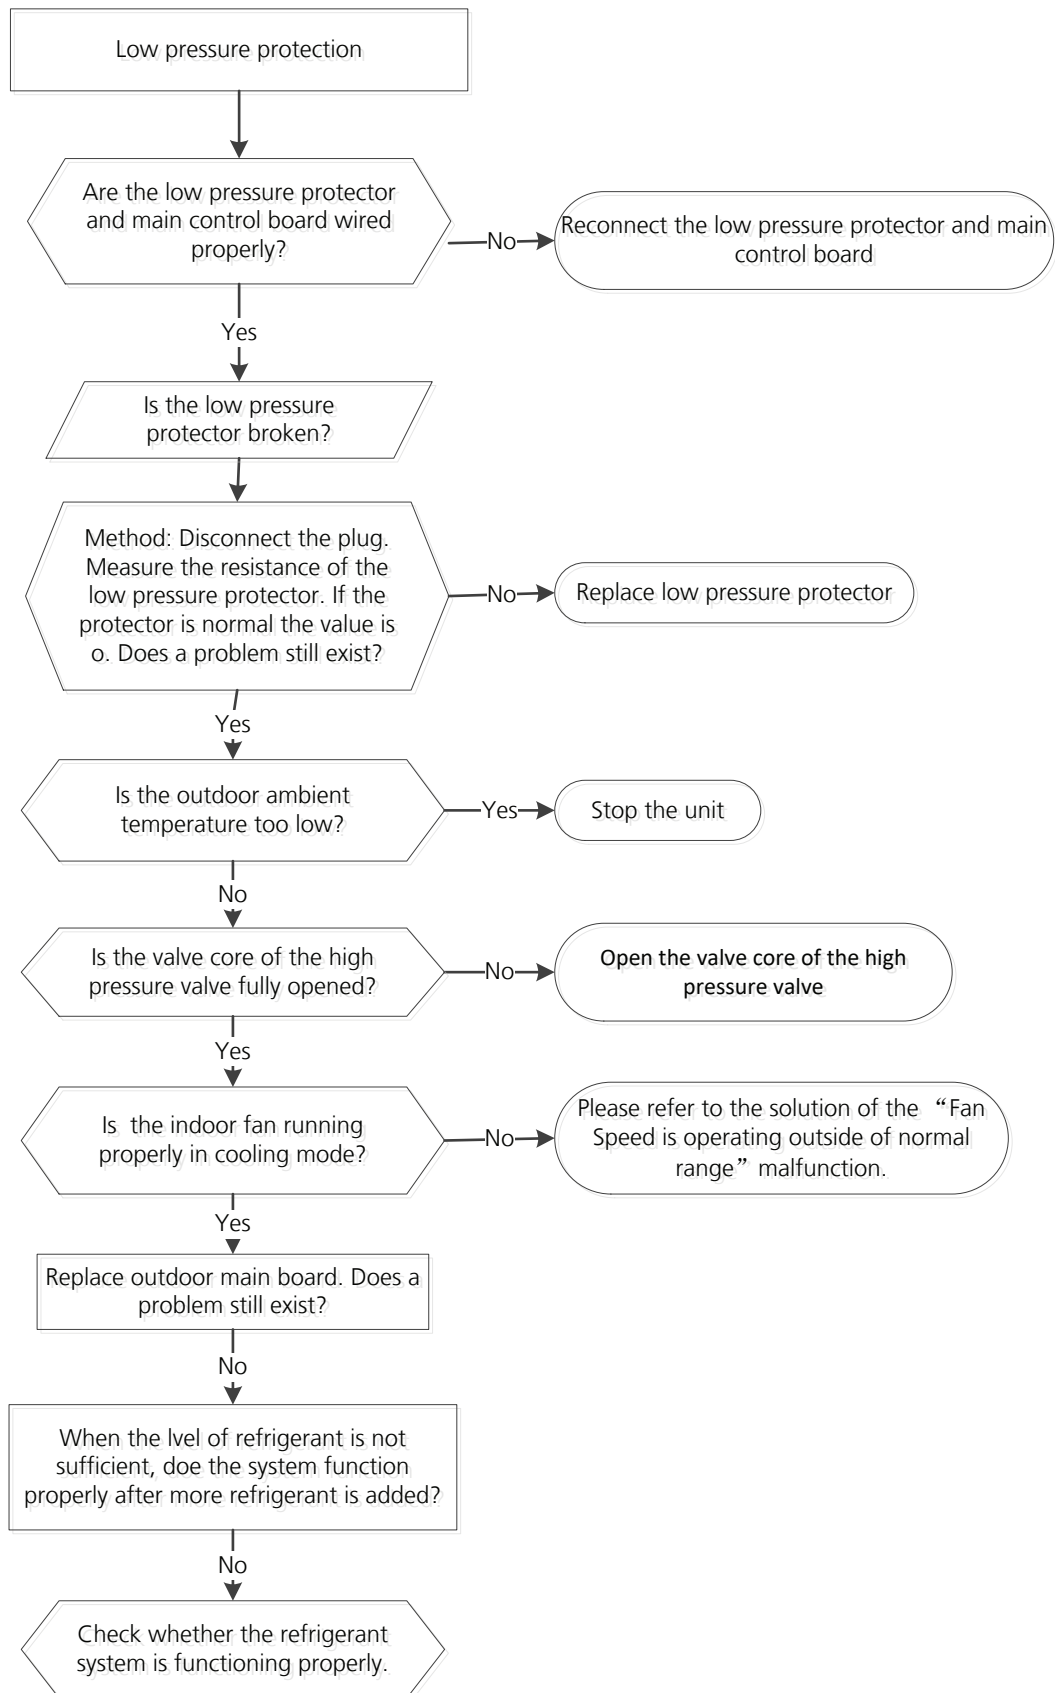 Low pressure protection
Are the low pressure protector
and main control board wired
properly?
No
Reconnect the low pressure protector and main
control board
Yes
Is the low pressure
protector broken?
Method: Disconnect the plug.
Measure the resistance of the
low pressure protector. If the
protector is normal the value is
o. Does a problem still exist?
No
Replace low pressure protector
Yes
Is the outdoor ambient
temperature too low?
Yes
Stop the unit
No
Is the valve core of the high
pressure valve fully opened?
No
Open the valve core of the high
pressure valve
Yes
Is the indoor fan running
properly in cooling mode?
No
Please refer to the solution of the “Fan
Speed is operating outside of normal
range” malfunction.
Yes
Replace outdoor main board. Does a
problem still exist?
No
When the lvel of refrigerant is not
sufficient, doe the system function
properly after more refrigerant is added?
No
Check whether the refrigerant
system is functioning properly.